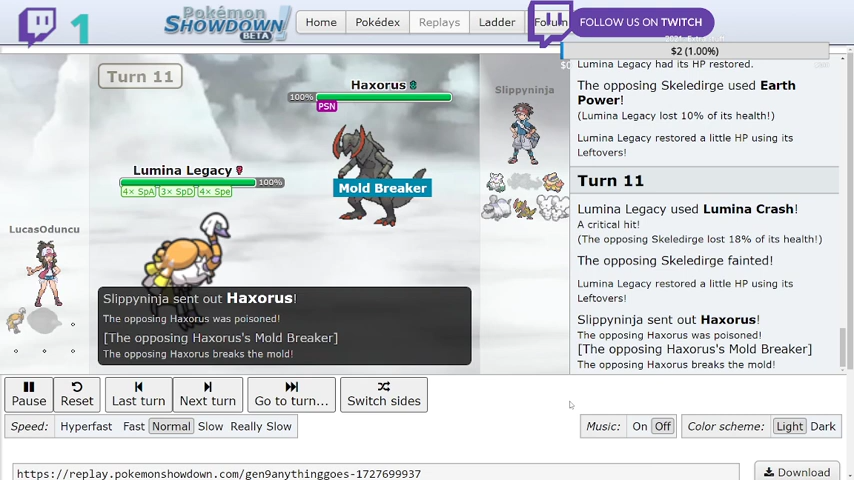 1
Pokémon
SHOWDOWN
BETA
Home
Pokédex
Replays
Ladder
Forum
FOLLOW US ON TWITCH
$2 (1.00%)
Turn 11
Haxorus
100%
PSN
Mold Breaker
Lumina Legacy
100%
4× SpA
3× SpD
4× Spe
LucasOduncu
Slippyninja
Slippyninja sent out Haxorus!
The opposing Haxorus was poisoned!
[The opposing Haxorus's Mold Breaker]
The opposing Haxorus breaks the mold!
Lumina Legacy had its HP restored.
The opposing Skeledirge used Earth
Power!
(Lumina Legacy lost 10% of its health!)
Lumina Legacy restored a little HP using its
Leftovers!
Turn 11
Lumina Legacy used Lumina Crash!
A critical hit!
(The opposing Skeledirge lost 18% of its health!)
The opposing Skeledirge fainted!
Lumina Legacy restored a little HP using its
Leftovers!
Slippyninja sent out Haxorus!
The opposing Haxorus was poisoned!
[The opposing Haxorus's Mold Breaker]
The opposing Haxorus breaks the mold!
Pause
Reset
Last turn
Next turn
Go to turn...
Switch sides
Speed: Hyperfast Fast Normal Slow Really Slow
Music: On Off
Color scheme: Light Dark
https://replay.pokemonshowdown.com/gen9anythinggoes-1727699937
Download